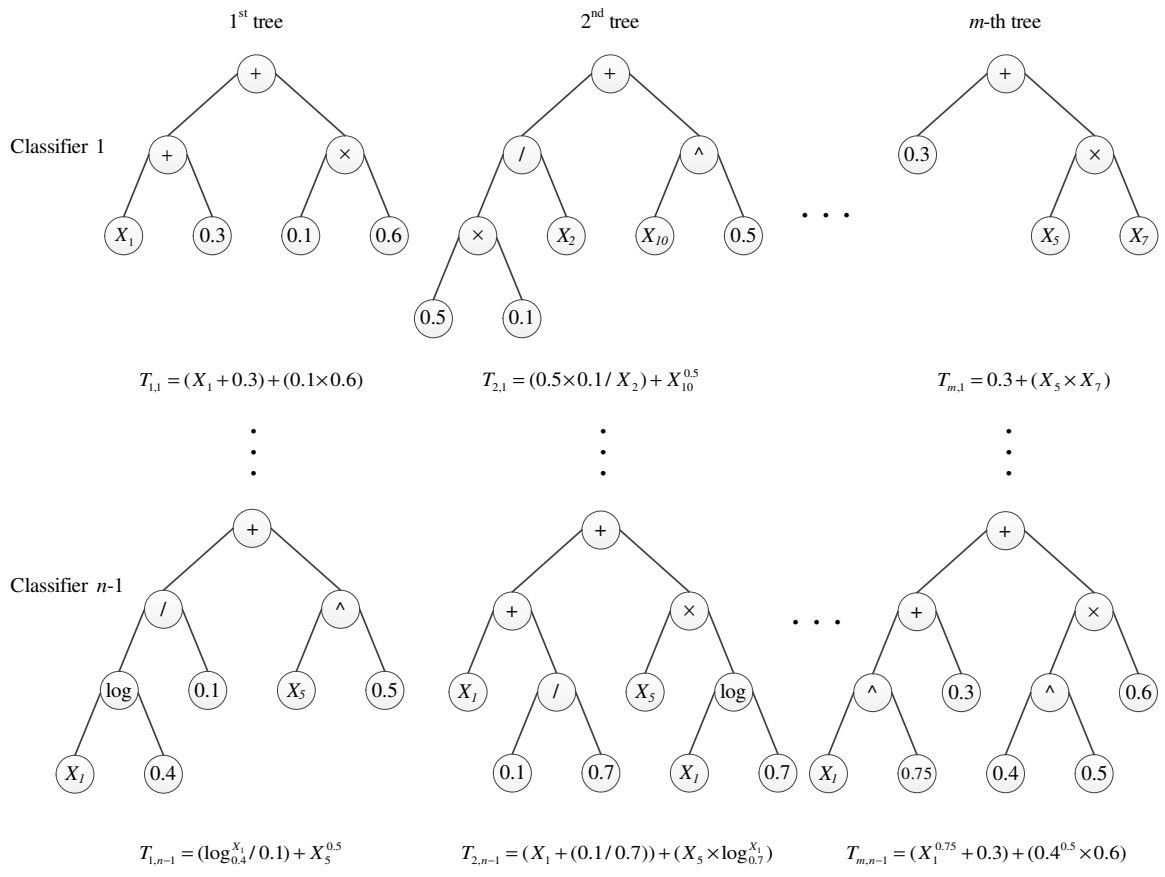 1st tree 2nd tree m-th tree
+ + +
Classifier 1
+ × / ^ 0.3 ×
X1 0.3 0.1 0.6 × X2 X10 0.5 . . . X5 X7
0.5 0.1
T1,1 = (X1 + 0.3) + (0.1×0.6) T2,1 = (0.5×0.1 / X2) + X10^0.5 Tm,1 = 0.3 + (X5 × X7)
+ + +
Classifier n-1
/ ^ + × . . . + ×
log 0.1 X5 0.5 X1 / X5 log ^ 0.3 ^ 0.6
X1 0.4 0.1 0.7 X1 0.7 X1 0.75 0.4 0.5
T1,n−1 = (log0.4^X1 / 0.1) + X5^0.5 T2,n−1 = (X1 + (0.1/ 0.7)) + (X5 × log0.7^X1) Tm,n−1 = (X1^0.75 + 0.3) + (0.4^0.5 × 0.6)